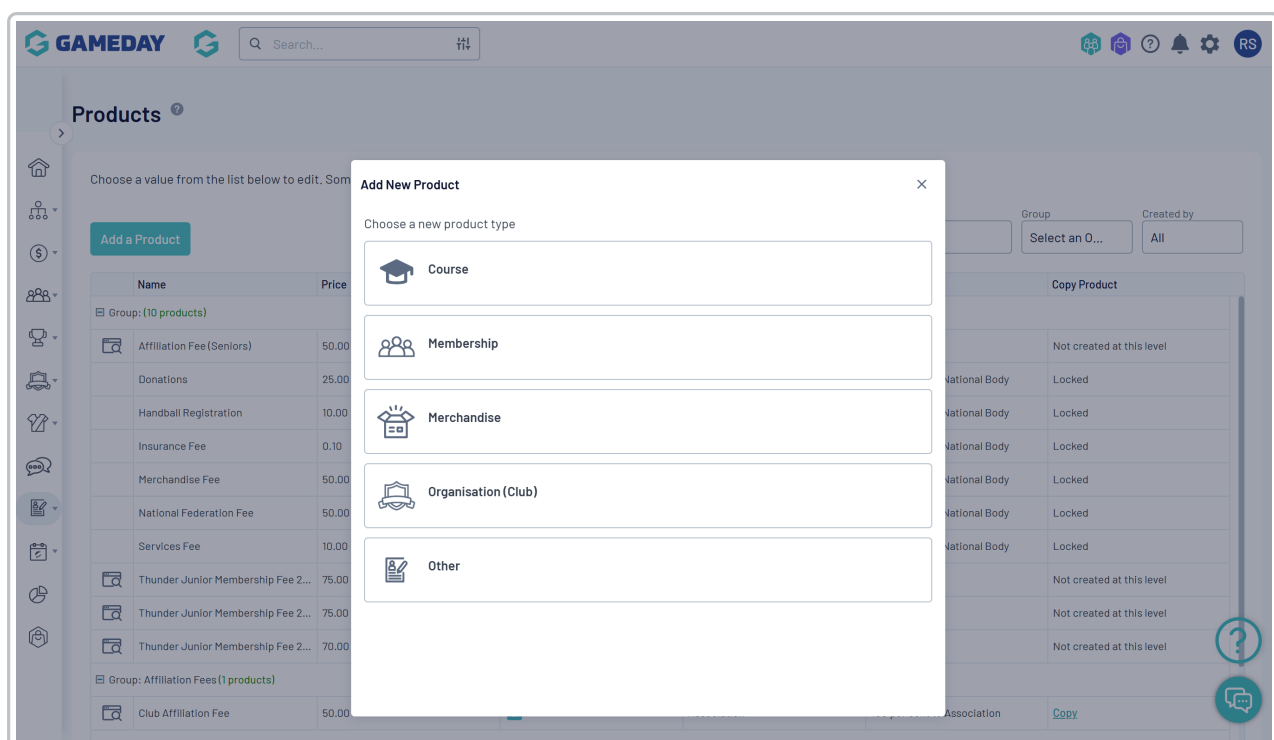 GAMEDAY
Search...
RS
Products
Choose a value from the list below to edit. Som
Group
Created by
Add a Product
Select an O...
All
Name
Price
Copy Product
Group: (10 products)
Affiliation Fee (Seniors)
50.00
Not created at this level
Donations
25.00
National Body
Locked
Handball Registration
10.00
National Body
Locked
Insurance Fee
0.10
National Body
Locked
Merchandise Fee
50.00
National Body
Locked
National Federation Fee
50.00
National Body
Locked
Services Fee
10.00
National Body
Locked
Thunder Junior Membership Fee 2...
75.00
Not created at this level
Thunder Junior Membership Fee 2...
75.00
Not created at this level
Thunder Junior Membership Fee 2...
70.00
Not created at this level
Group: Affiliation Fees (1 products)
Club Affiliation Fee
50.00
Association
Copy
Add New Product
Choose a new product type
Course
Membership
Merchandise
Organisation (Club)
Other